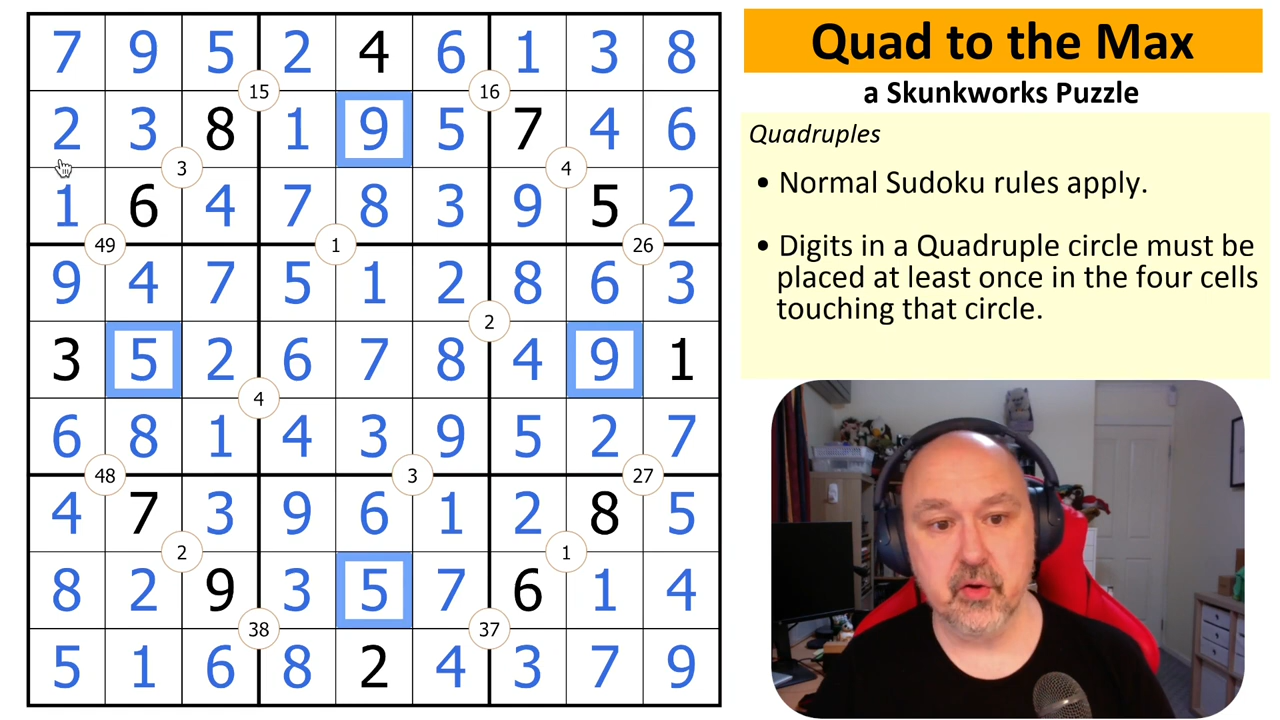 Quad to the Max
a Skunkworks Puzzle
Quadruples
• Normal Sudoku rules apply.
• Digits in a Quadruple circle must be
placed at least once in the four cells
touching that circle.
7 9 5 2 4 6 1 3 8
15 16
2 3 8 1 9 5 7 4 6
3 4
1 6 4 7 8 3 9 5 2
49 1 26
9 4 7 5 1 2 8 6 3
2
3 5 2 6 7 8 4 9 1
4
6 8 1 4 3 9 5 2 7
48 3 27
4 7 3 9 6 1 2 8 5
2 1
8 2 9 3 5 7 6 1 4
38 37
5 1 6 8 2 4 3 7 9